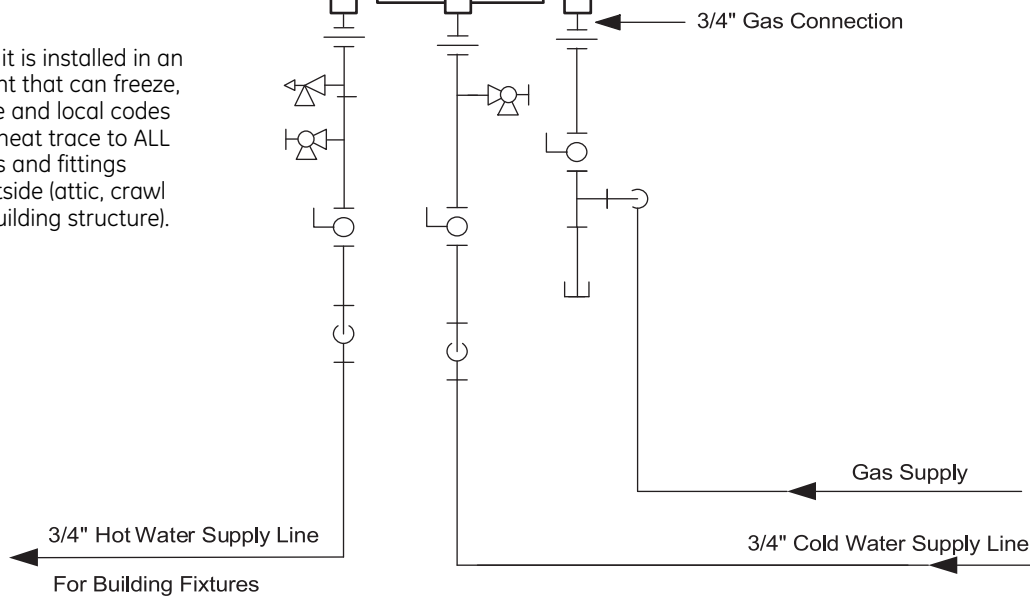 3/4" Gas Connection
it is installed in an
nt that can freeze,
e and local codes
heat trace to ALL
s and fittings
tside (attic, crawl
uilding structure).
Gas Supply
3/4" Hot Water Supply Line
3/4" Cold Water Supply Line
For Building Fixtures